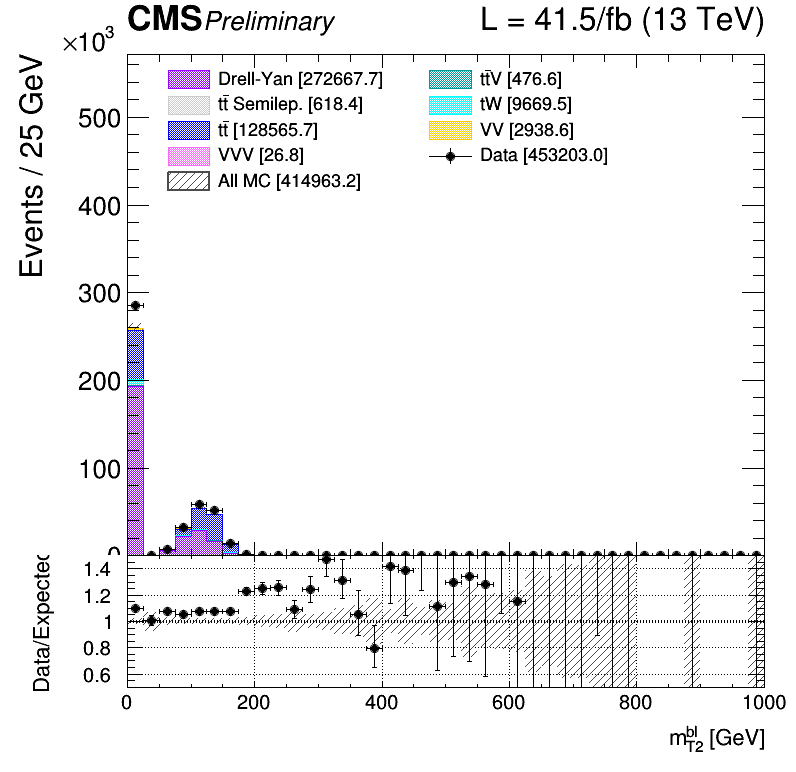 CMS Preliminary L = 41.5/fb (13 TeV)
×10³
Events / 25 GeV
Drell-Yan [272667.7]
tt̄ Semilep. [618.4]
tt̄ [128565.7]
VVV [26.8]
All MC [414963.2]
tt̄V [476.6]
tW [9669.5]
VV [2938.6]
Data [453203.0]
500
400
300
200
100
0
Data/Expected
1.4
1.2
1
0.8
0.6
0 200 400 600 800 1000
m_{T2}^{bl} [GeV]